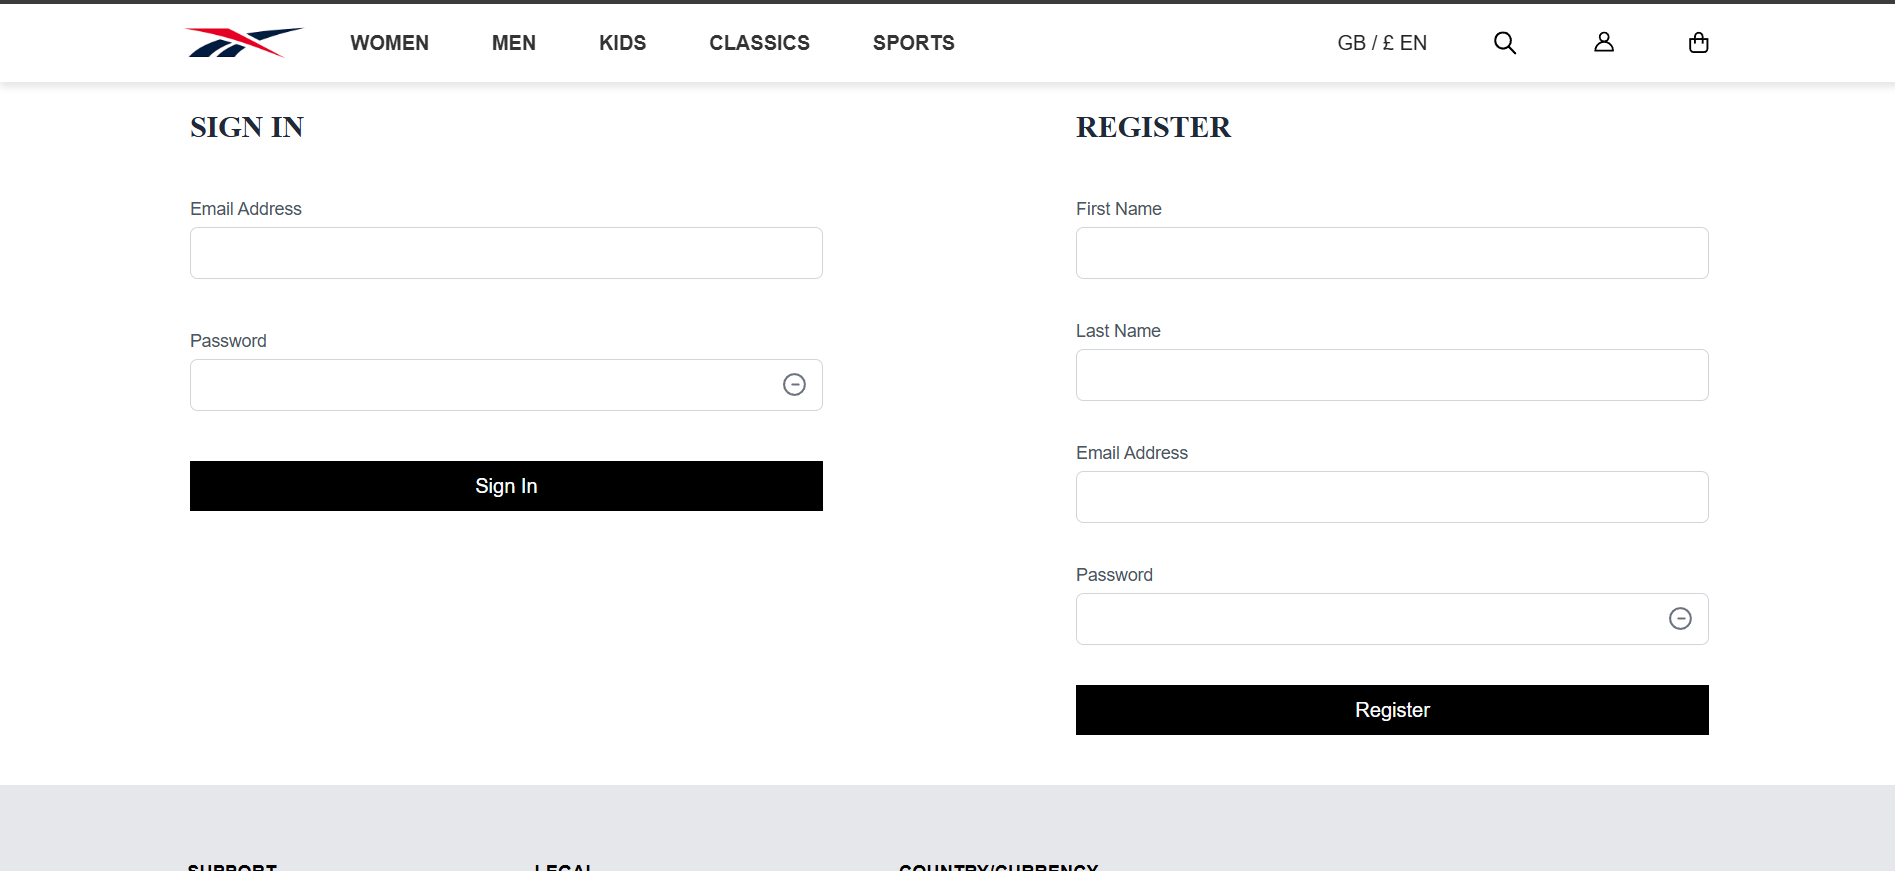 WOMEN MEN KIDS CLASSICS SPORTS GB / £ EN
SIGN IN
Email Address
Password
Sign In
REGISTER
First Name
Last Name
Email Address
Password
Register
SUPPORT LEGAL COUNTRY/CURRENCY